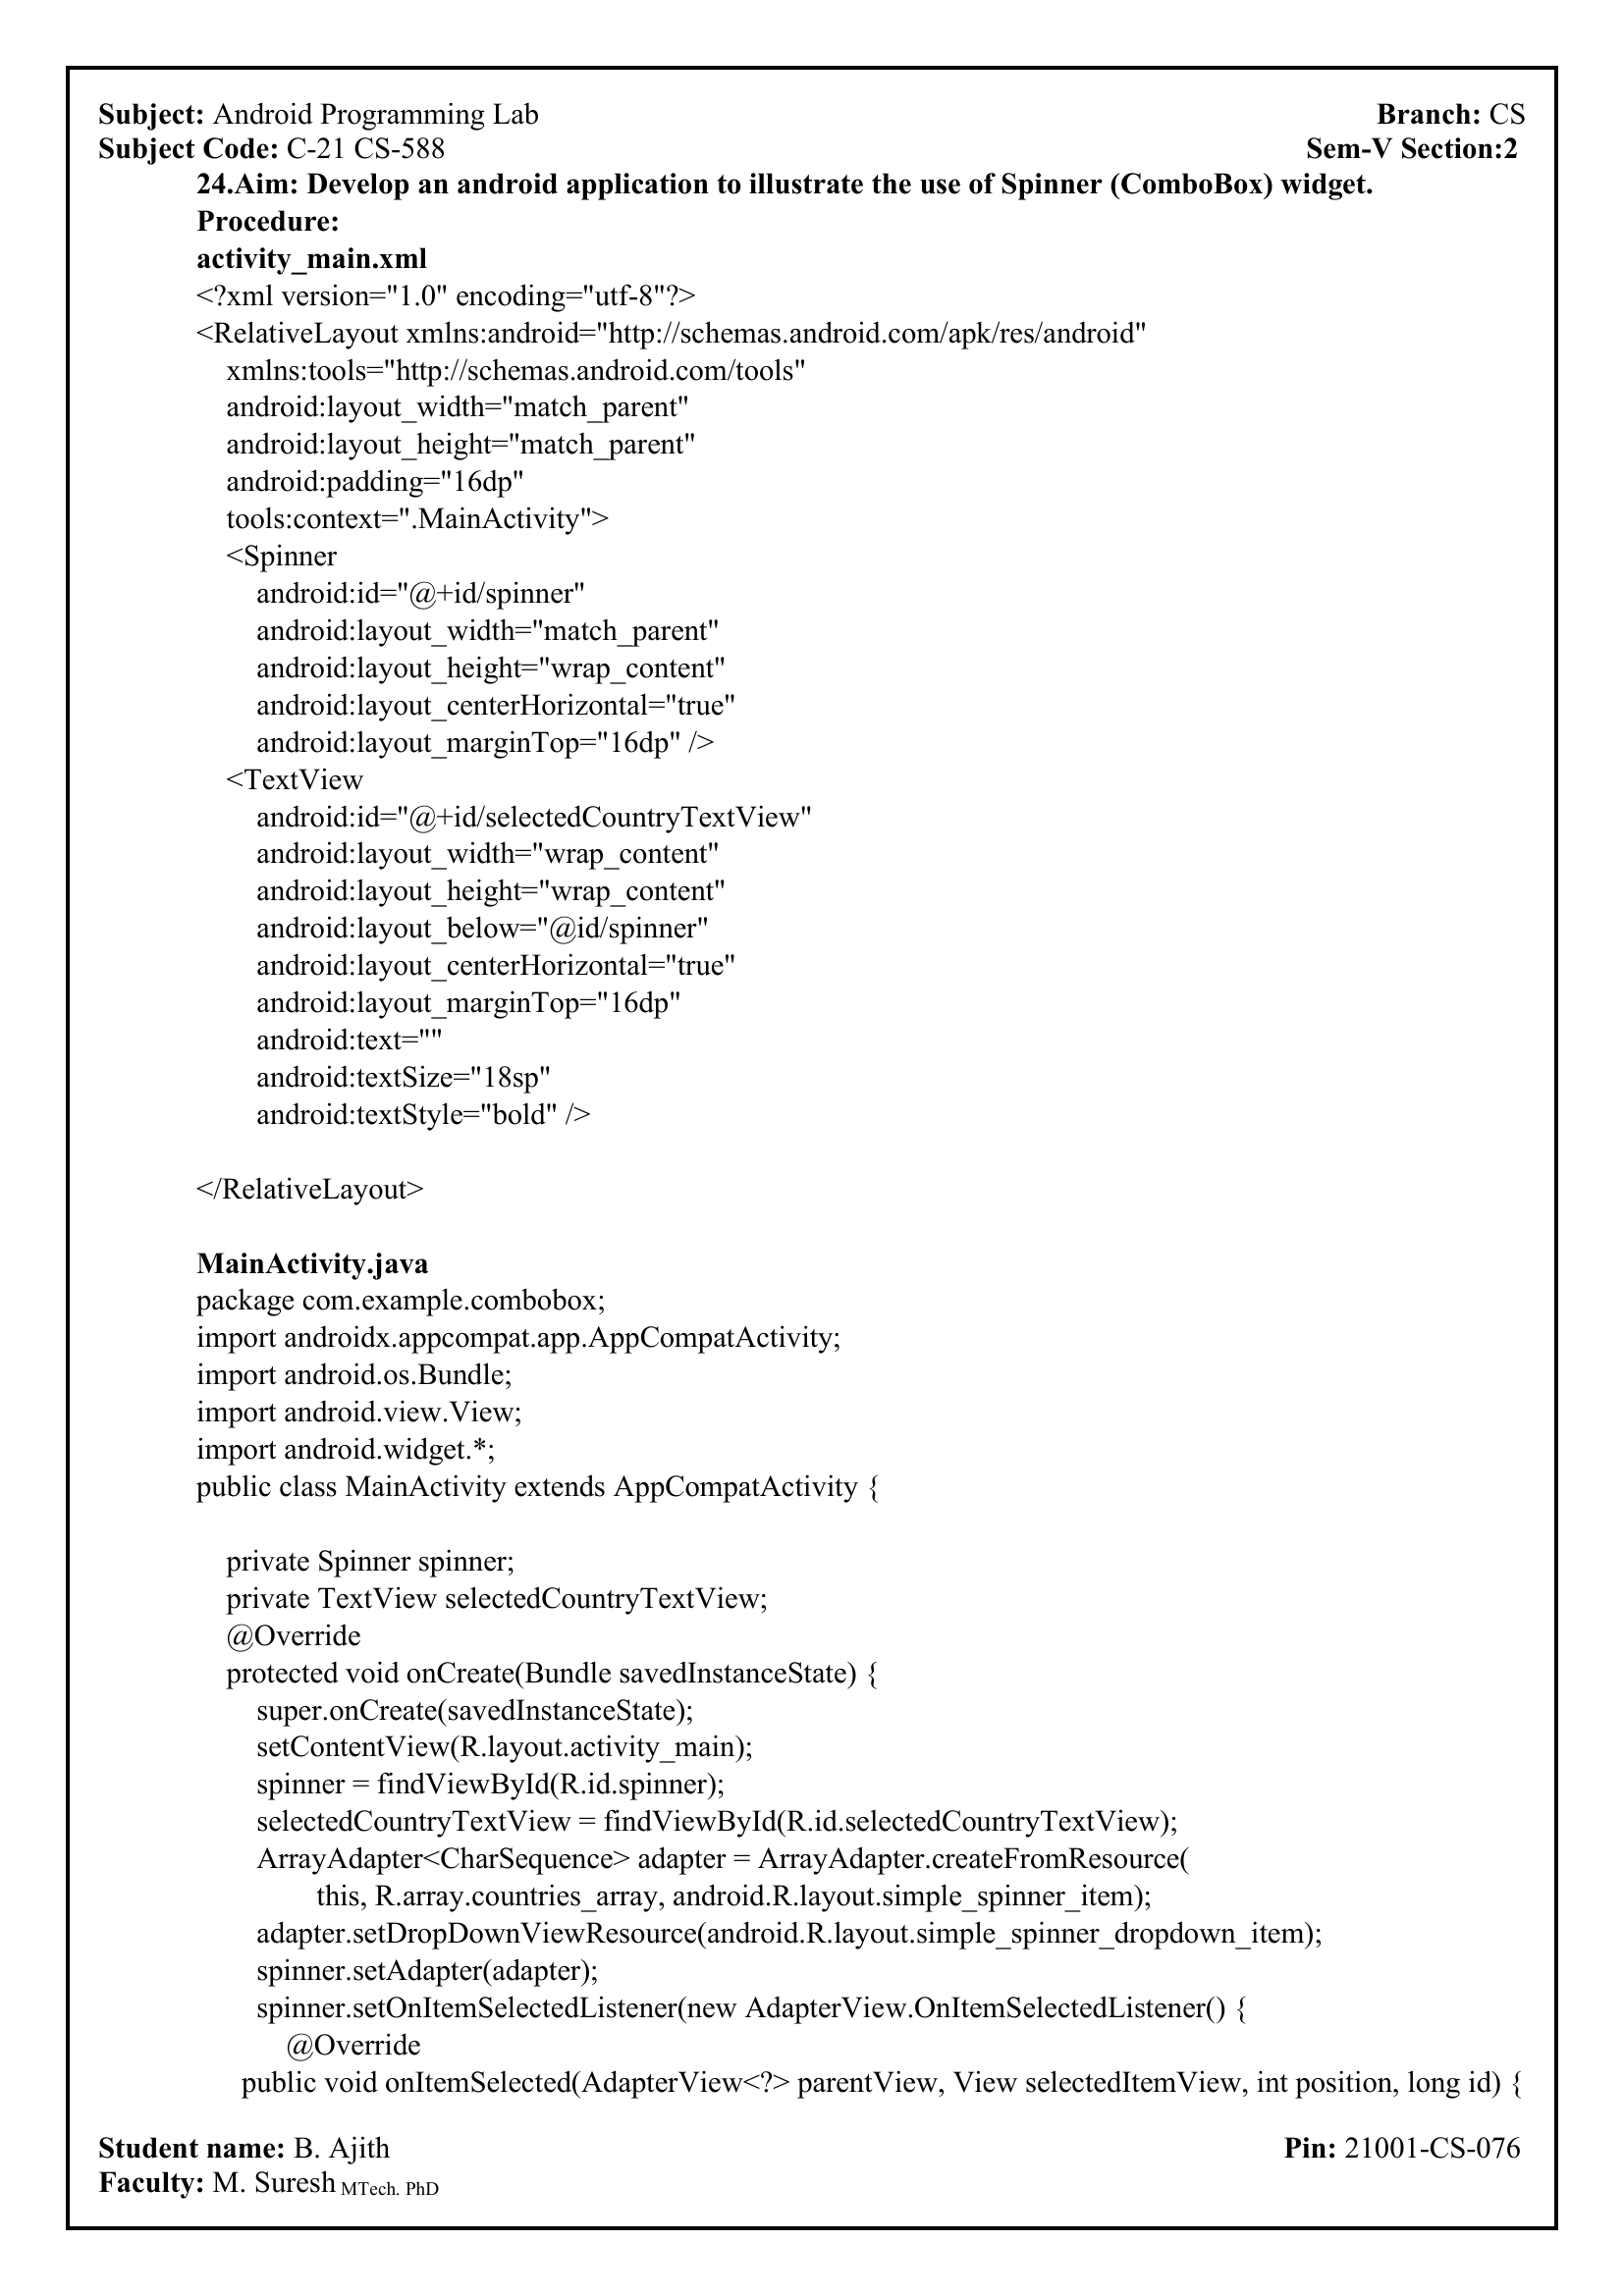 Subject: Android Programming Lab Branch: CS
Subject Code: C-21 CS-588 Sem-V Section:2
24.Aim: Develop an android application to illustrate the use of Spinner (ComboBox) widget.
Procedure:
activity_main.xml
<?xml version="1.0" encoding="utf-8"?>
<RelativeLayout xmlns:android="http://schemas.android.com/apk/res/android"
    xmlns:tools="http://schemas.android.com/tools"
    android:layout_width="match_parent"
    android:layout_height="match_parent"
    android:padding="16dp"
    tools:context=".MainActivity">
    <Spinner
        android:id="@+id/spinner"
        android:layout_width="match_parent"
        android:layout_height="wrap_content"
        android:layout_centerHorizontal="true"
        android:layout_marginTop="16dp" />
    <TextView
        android:id="@+id/selectedCountryTextView"
        android:layout_width="wrap_content"
        android:layout_height="wrap_content"
        android:layout_below="@id/spinner"
        android:layout_centerHorizontal="true"
        android:layout_marginTop="16dp"
        android:text=""
        android:textSize="18sp"
        android:textStyle="bold" />

</RelativeLayout>

MainActivity.java
package com.example.combobox;
import androidx.appcompat.app.AppCompatActivity;
import android.os.Bundle;
import android.view.View;
import android.widget.*;
public class MainActivity extends AppCompatActivity {

    private Spinner spinner;
    private TextView selectedCountryTextView;
    @Override
    protected void onCreate(Bundle savedInstanceState) {
        super.onCreate(savedInstanceState);
        setContentView(R.layout.activity_main);
        spinner = findViewById(R.id.spinner);
        selectedCountryTextView = findViewById(R.id.selectedCountryTextView);
        ArrayAdapter<CharSequence> adapter = ArrayAdapter.createFromResource(
                this, R.array.countries_array, android.R.layout.simple_spinner_item);
        adapter.setDropDownViewResource(android.R.layout.simple_spinner_dropdown_item);
        spinner.setAdapter(adapter);
        spinner.setOnItemSelectedListener(new AdapterView.OnItemSelectedListener() {
            @Override
      public void onItemSelected(AdapterView<?> parentView, View selectedItemView, int position, long id) {
Student name: B. Ajith Pin: 21001-CS-076
Faculty: M. Suresh MTech. PhD